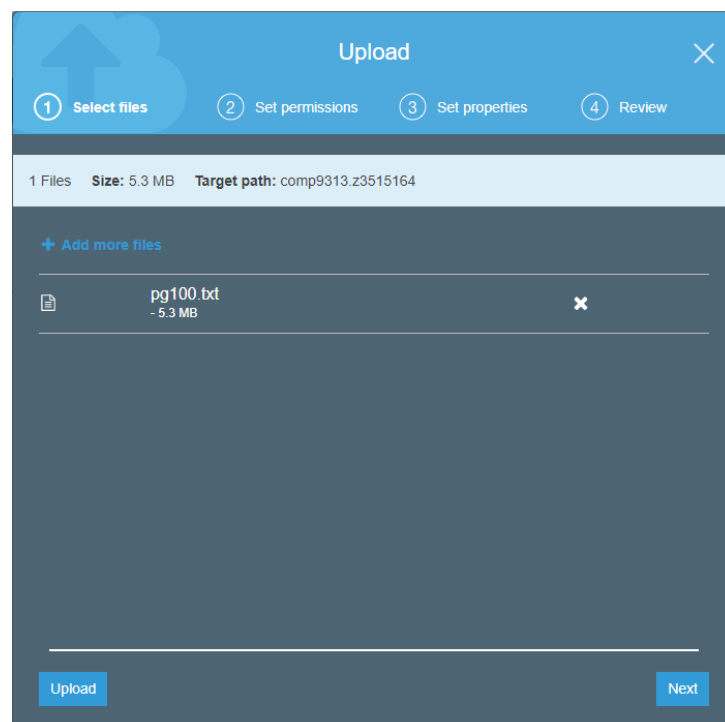 Upload
1 Select files 2 Set permissions 3 Set properties 4 Review
1 Files Size: 5.3 MB Target path: comp9313.z3515164
Add more files
pg100.txt
- 5.3 MB
Upload Next